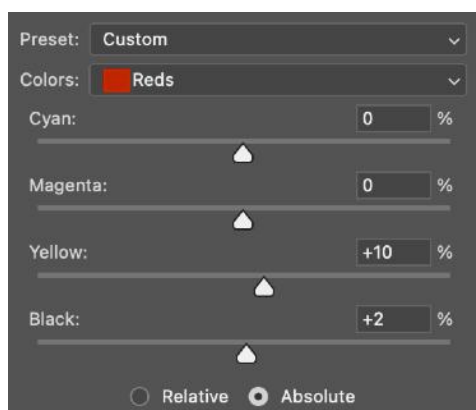 Preset: Custom
Colors: Reds
Cyan: 0 %
Magenta: 0 %
Yellow: +10 %
Black: +2 %
Relative Absolute